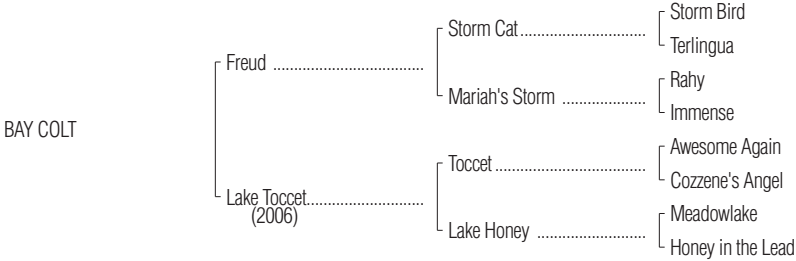 Storm Bird
Storm Cat..............................
Terlingua
Freud ....................................
Rahy
Mariah's Storm ....................
Immense
BAY COLT
Awesome Again
Toccet....................................
Cozzene's Angel
Lake Toccet............................
(2006)
Meadowlake
Lake Honey ..........................
Honey in the Lead